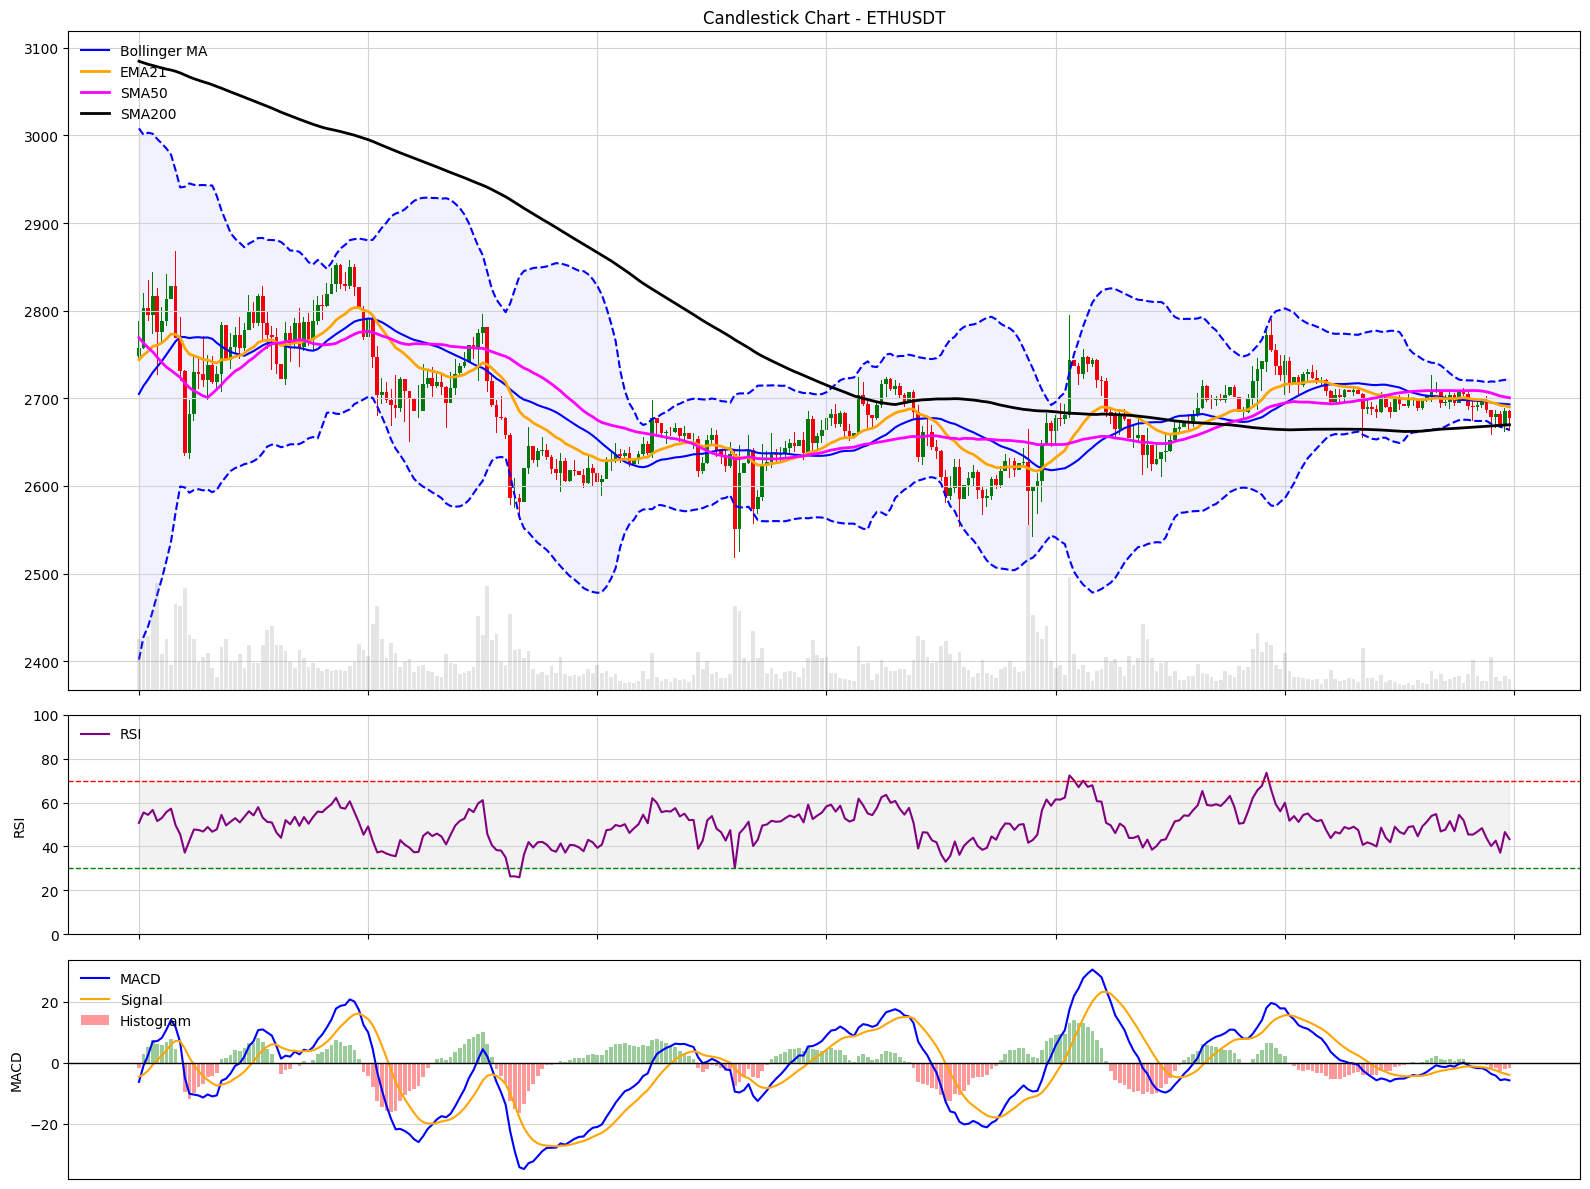 Candlestick Chart - ETHUSDT
3100
3000
2900
2800
2700
2600
2500
2400
Bollinger MA
EMA21
SMA50
SMA200
100
80
60
40
20
0
RSI
RSI
20
0
−20
MACD
MACD
Signal
Histogram